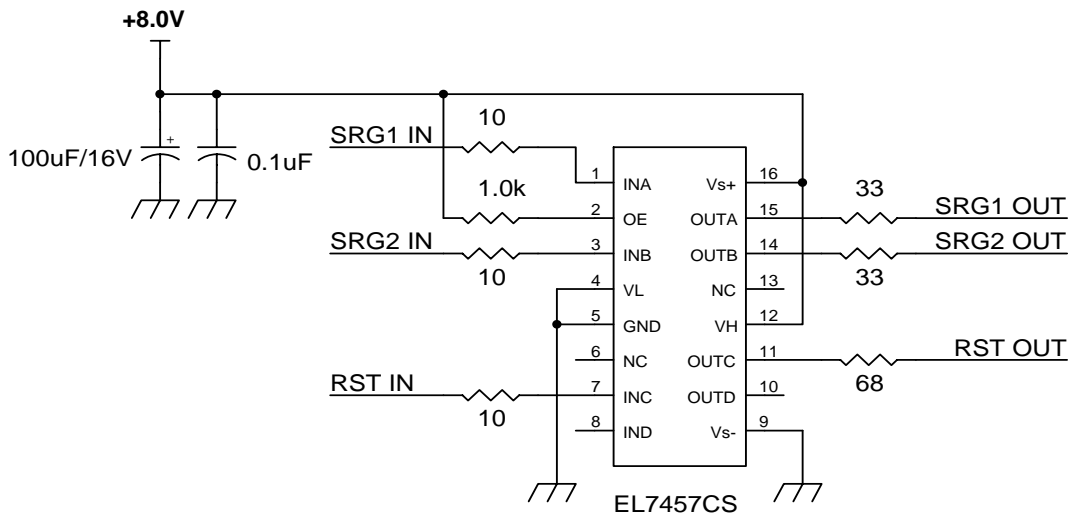 +8.0V
100uF/16V
+
0.1uF
SRG1 IN
10
1.0k
SRG2 IN
10
RST IN
10
1 INA Vs+ 16
2 OE OUTA 15
3 INB OUTB 14
4 VL NC 13
5 GND VH 12
6 NC OUTC 11
7 INC OUTD 10
8 IND Vs- 9
33
SRG1 OUT
SRG2 OUT
33
RST OUT
68
EL7457CS